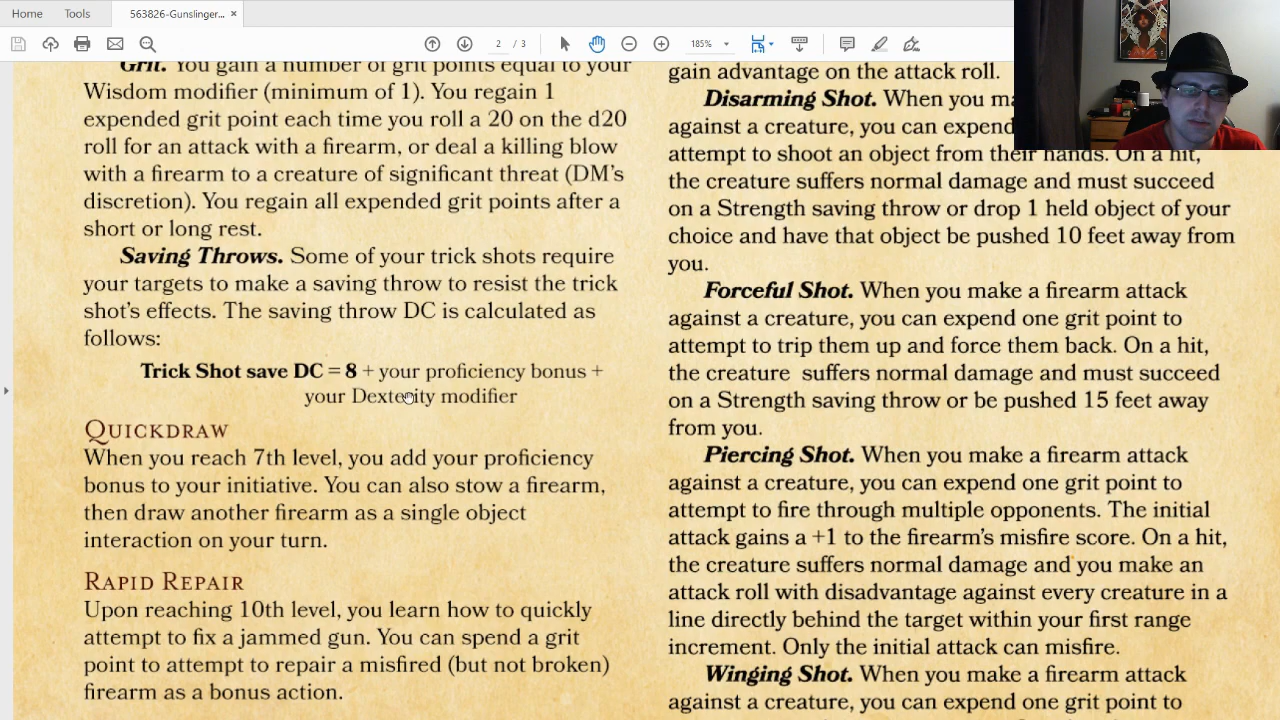 Home
Tools
563826-Gunslinger... ×
2 / 3
185%
Grit. You gain a number of grit points equal to your
Wisdom modifier (minimum of 1). You regain 1
expended grit point each time you roll a 20 on the d20
roll for an attack with a firearm, or deal a killing blow
with a firearm to a creature of significant threat (DM's
discretion). You regain all expended grit points after a
short or long rest.
Saving Throws. Some of your trick shots require
your targets to make a saving throw to resist the trick
shot's effects. The saving throw DC is calculated as
follows:
Trick Shot save DC = 8 + your proficiency bonus +
your Dexterity modifier
QUICKDRAW
When you reach 7th level, you add your proficiency
bonus to your initiative. You can also stow a firearm,
then draw another firearm as a single object
interaction on your turn.
RAPID REPAIR
Upon reaching 10th level, you learn how to quickly
attempt to fix a jammed gun. You can spend a grit
point to attempt to repair a misfired (but not broken)
firearm as a bonus action.
gain advantage on the attack roll.
Disarming Shot. When you ma
against a creature, you can expend
attempt to shoot an object from their hands. On a hit,
the creature suffers normal damage and must succeed
on a Strength saving throw or drop 1 held object of your
choice and have that object be pushed 10 feet away from
you.
Forceful Shot. When you make a firearm attack
against a creature, you can expend one grit point to
attempt to trip them up and force them back. On a hit,
the creature suffers normal damage and must succeed
on a Strength saving throw or be pushed 15 feet away
from you.
Piercing Shot. When you make a firearm attack
against a creature, you can expend one grit point to
attempt to fire through multiple opponents. The initial
attack gains a +1 to the firearm's misfire score. On a hit,
the creature suffers normal damage and you make an
attack roll with disadvantage against every creature in a
line directly behind the target within your first range
increment. Only the initial attack can misfire.
Winging Shot. When you make a firearm attack
against a creature, you can expend one grit point to